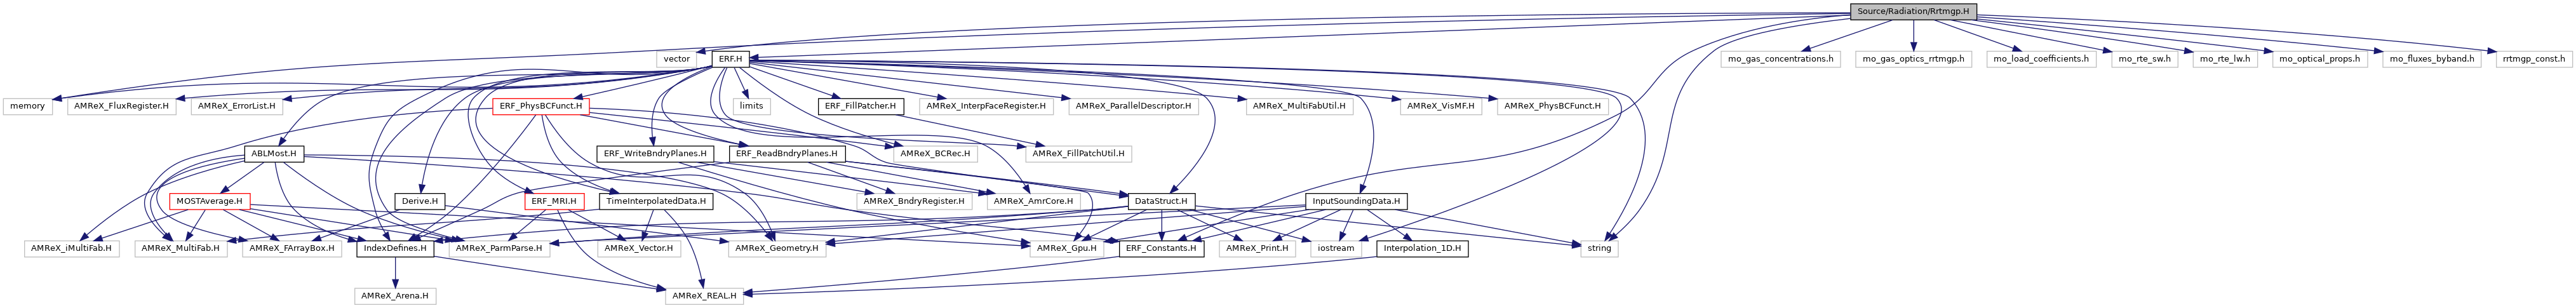 Source/Radiation/Rrtmgp.H
vector
ERF.H
mo_gas_concentrations.h
mo_gas_optics_rrtmgp.h
mo_load_coefficients.h
mo_rte_sw.h
mo_rte_lw.h
mo_optical_props.h
mo_fluxes_byband.h
rrtmgp_const.h
memory
AMReX_FluxRegister.H
AMReX_ErrorList.H
ERF_PhysBCFunct.H
limits
ERF_FillPatcher.H
AMReX_InterpFaceRegister.H
AMReX_ParallelDescriptor.H
AMReX_MultiFabUtil.H
AMReX_VisMF.H
AMReX_PhysBCFunct.H
ABLMost.H
ERF_WriteBndryPlanes.H
ERF_ReadBndryPlanes.H
AMReX_BCRec.H
AMReX_FillPatchUtil.H
MOSTAverage.H
Derive.H
ERF_MRI.H
TimeInterpolatedData.H
AMReX_BndryRegister.H
AMReX_AmrCore.H
DataStruct.H
InputSoundingData.H
AMReX_iMultiFab.H
AMReX_MultiFab.H
AMReX_FArrayBox.H
IndexDefines.H
AMReX_ParmParse.H
AMReX_Vector.H
AMReX_Geometry.H
AMReX_Gpu.H
ERF_Constants.H
AMReX_Print.H
iostream
Interpolation_1D.H
string
AMReX_Arena.H
AMReX_REAL.H